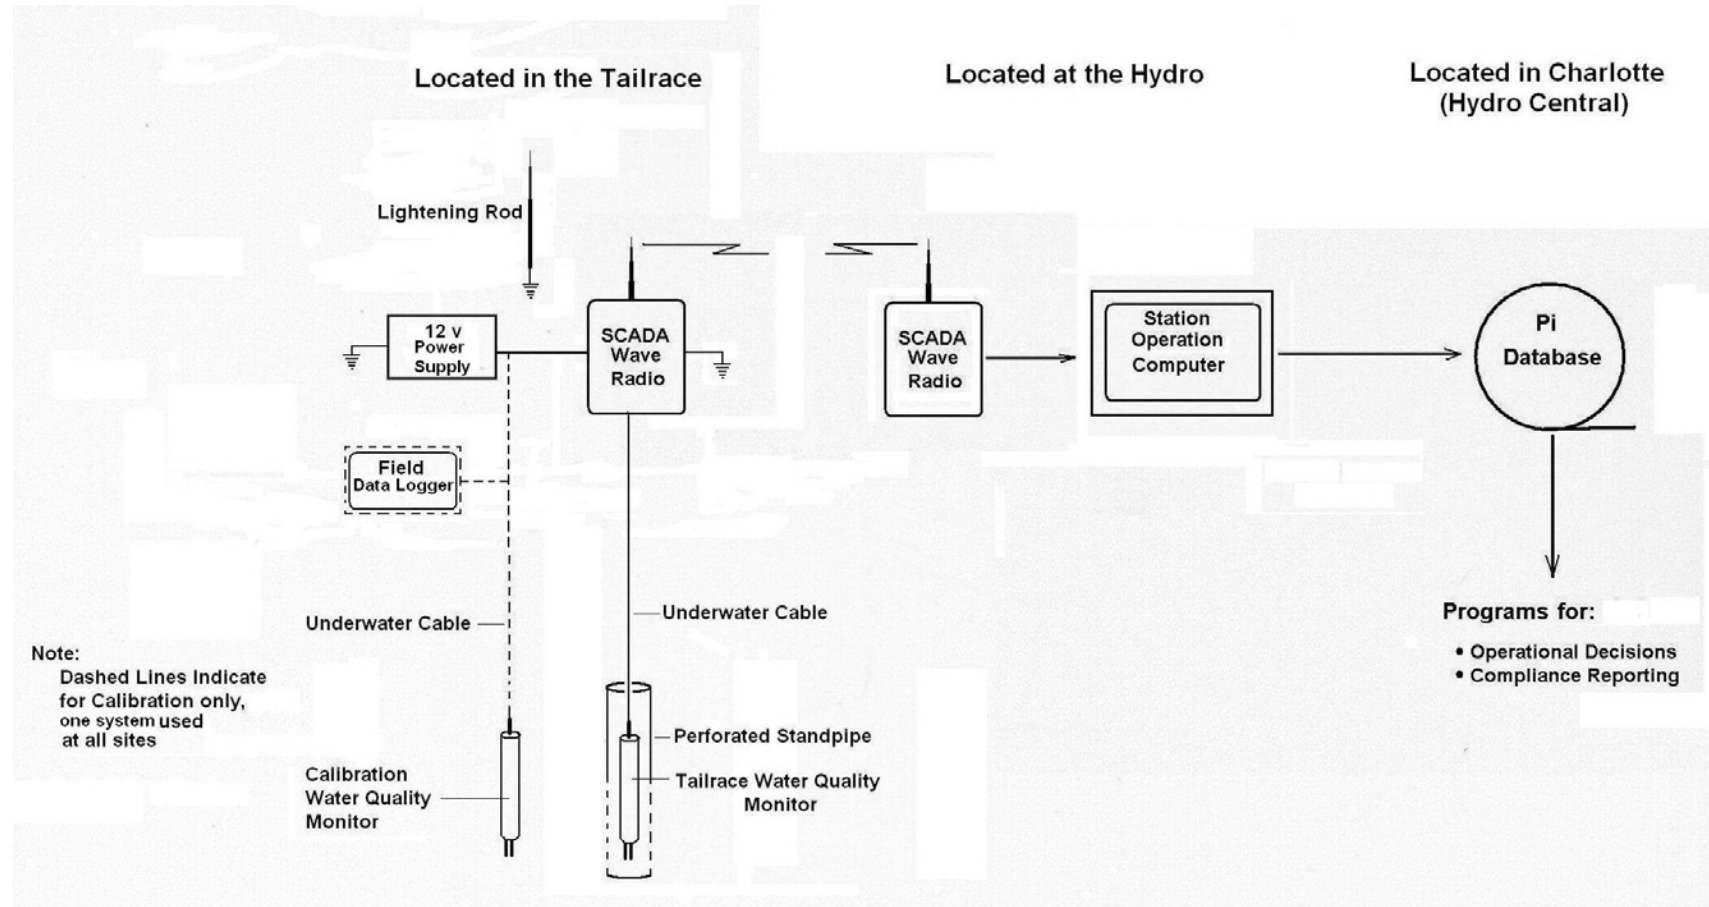 Located in the Tailrace
Located at the Hydro
Located in Charlotte
(Hydro Central)
Lightening Rod
12 v
Power
Supply
SCADA
Wave
Radio
SCADA
Wave
Radio
Station
Operation
Computer
Pi
Database
Field
Data Logger
Underwater Cable
Underwater Cable
Programs for:
• Operational Decisions
• Compliance Reporting
Note:
Dashed Lines Indicate
for Calibration only,
one system used
at all sites
Perforated Standpipe
Calibration
Water Quality
Monitor
Tailrace Water Quality
Monitor